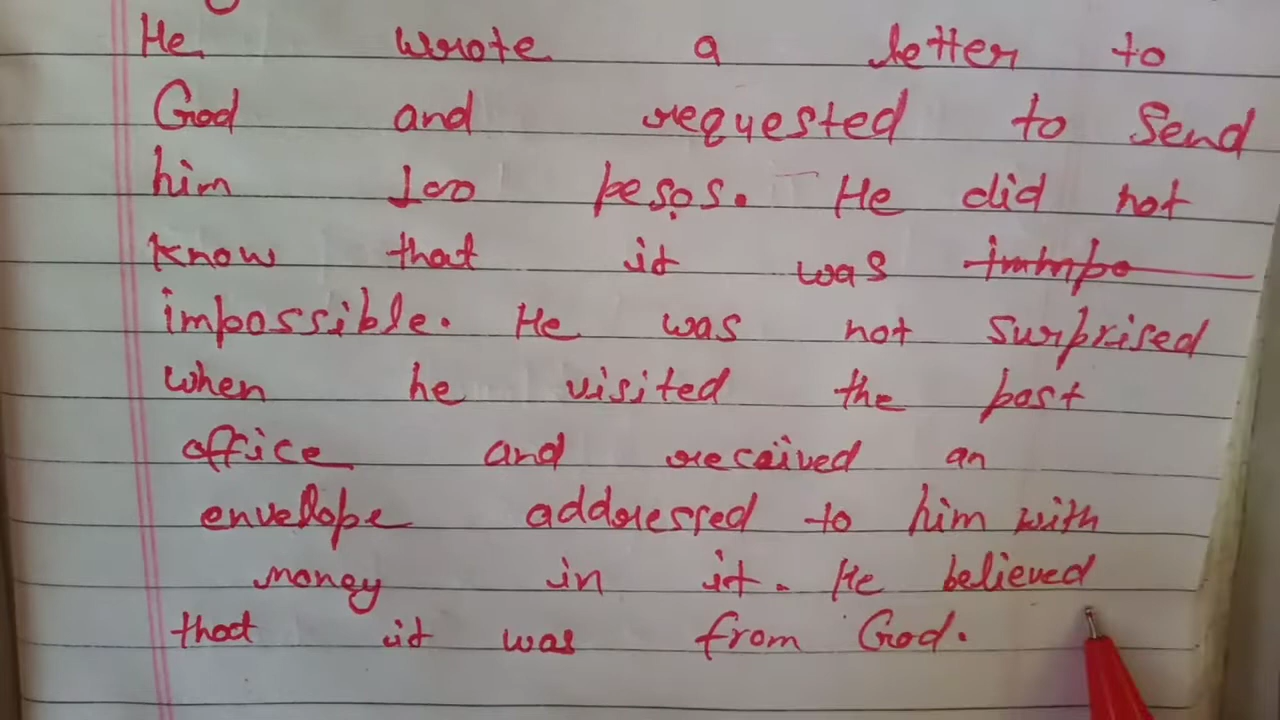 He wrote a letter to
God and requested to Send
him 100 pesos. He did not
know that it was impo
impossible. He was not surprised
when he visited the post
office and received an
envelope addressed to him with
money in it. He believed
that it was from God.